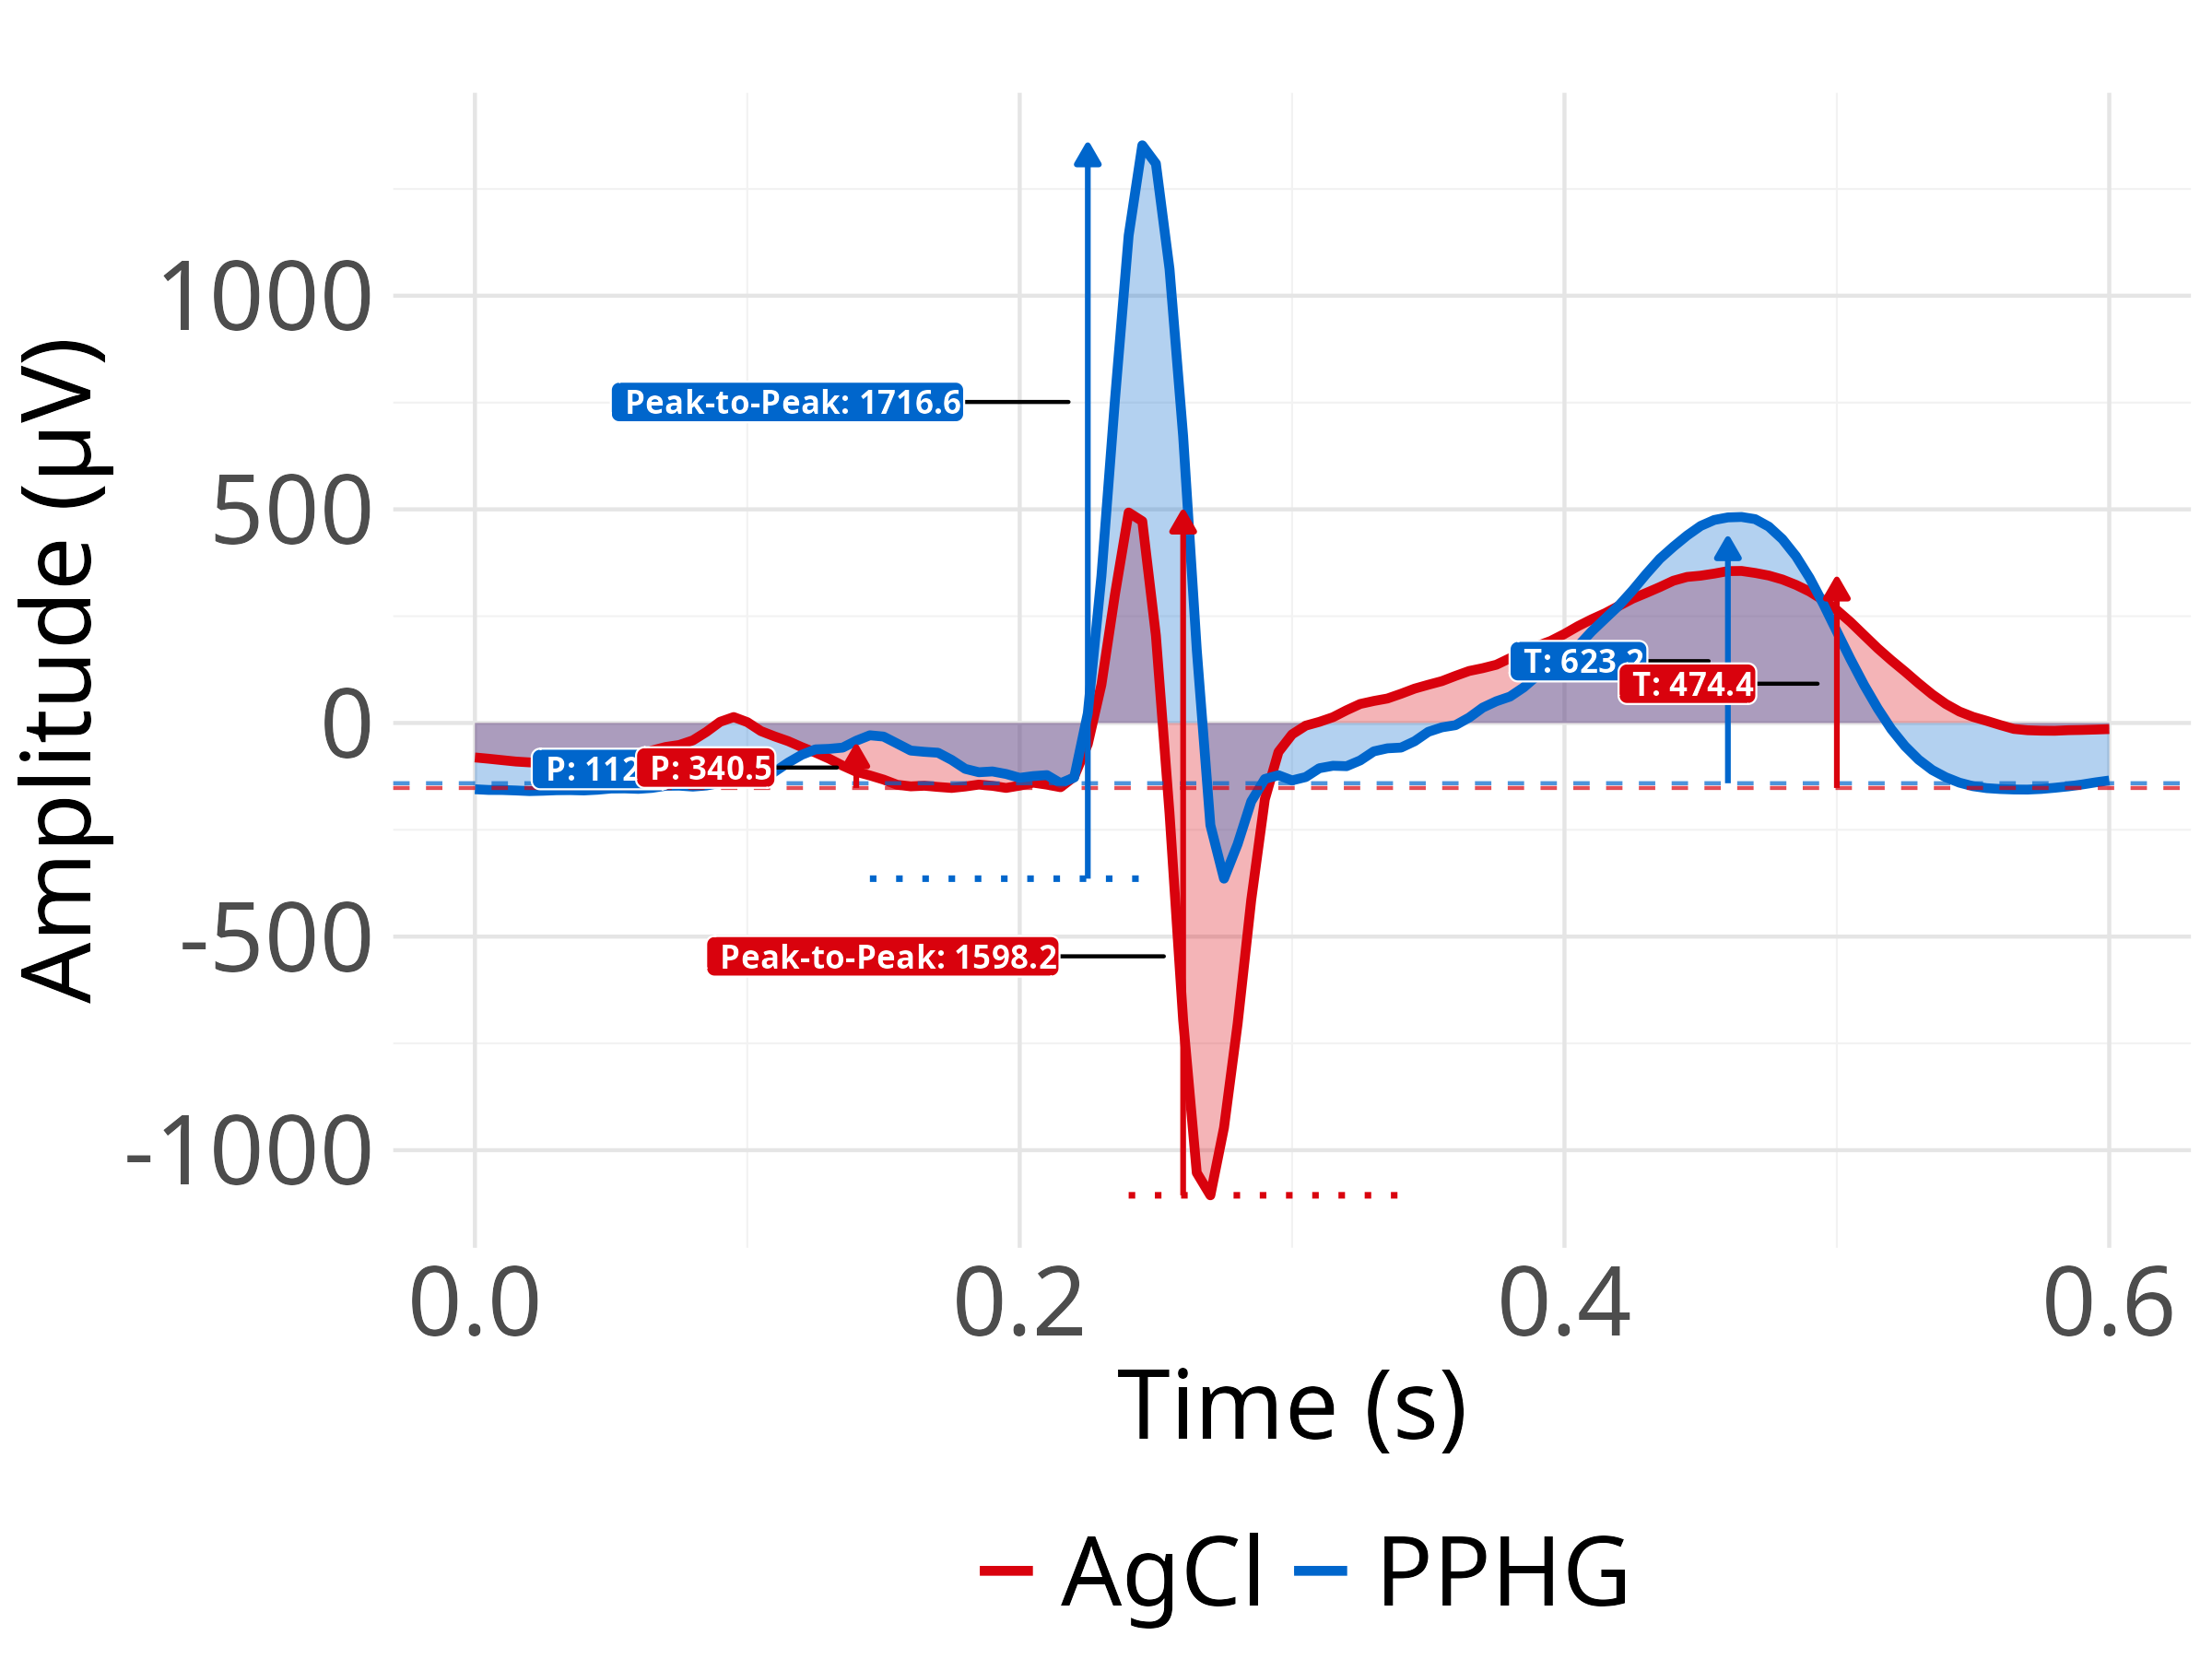 Amplitude (µV)
1000
500
0
-500
-1000
Peak-to-Peak: 1716.6
T: 623.2
T: 474.4
P: 112
P: 340.5
Peak-to-Peak: 1598.2
0.0 0.2 0.4 0.6
Time (s)
AgCl PPHG